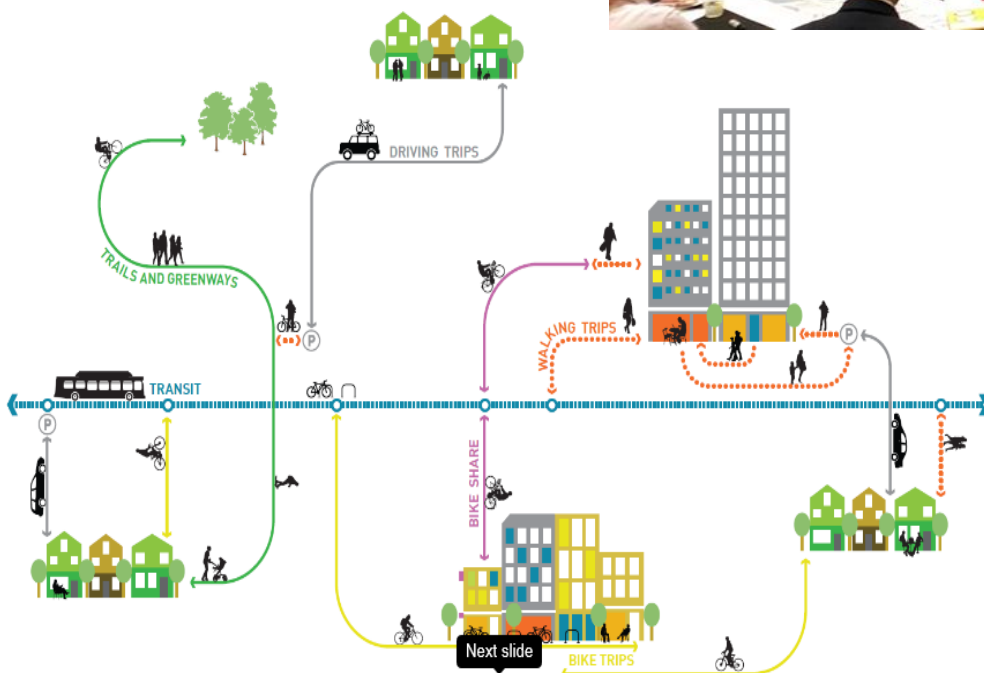 DRIVING TRIPS
TRAILS AND GREENWAYS
P
WALKING TRIPS
P
TRANSIT
P
BIKE SHARE
Next slide
BIKE TRIPS